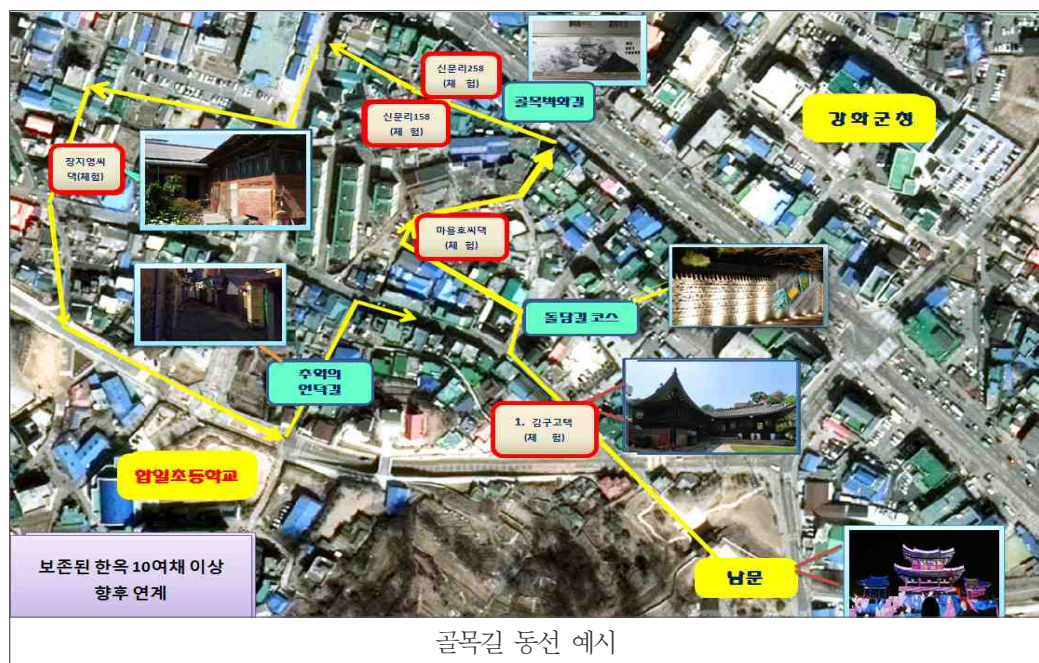 신문리258
(체 험)
골목벽화길
강화군청
신문리158
(체 험)
장지영씨
댁(체험)
마용호씨댁
(체 험)
돌담길 코스
추억의
언덕길
1. 김구고택
(체 험)
합일초등학교
보존된 한옥 10여채 이상
향후 연계
남문
골목길 동선 예시